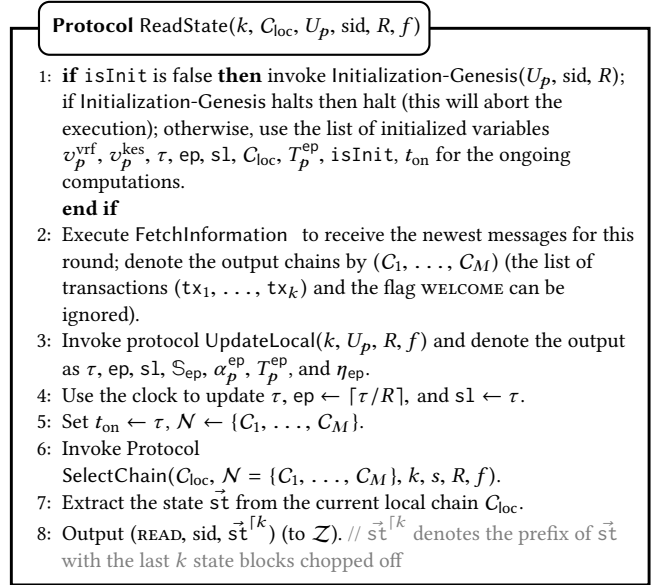 Protocol ReadState(k, C_loc, U_p, sid, R, f)
1: if isInit is false then invoke Initialization-Genesis(U_p, sid, R);
if Initialization-Genesis halts then halt (this will abort the
execution); otherwise, use the list of initialized variables
v_p^vrf, v_p^kes, τ, ep, sl, C_loc, T_p^ep, isInit, t_on for the ongoing
computations.
end if
2: Execute FetchInformation to receive the newest messages for this
round; denote the output chains by (C_1, . . . , C_M) (the list of
transactions (tx_1, . . . , tx_k) and the flag WELCOME can be
ignored).
3: Invoke protocol UpdateLocal(k, U_p, R, f) and denote the output
as τ, ep, sl, 𝕊_ep, α_p^ep, T_p^ep, and η_ep.
4: Use the clock to update τ, ep ← ⌈τ/R⌉, and sl ← τ.
5: Set t_on ← τ, N ← {C_1, . . . , C_M}.
6: Invoke Protocol
SelectChain(C_loc, N = {C_1, . . . , C_M}, k, s, R, f).
7: Extract the state s⃗t from the current local chain C_loc.
8: Output (READ, sid, s⃗t^⌈k) (to Z). // s⃗t^⌈k denotes the prefix of s⃗t
with the last k state blocks chopped off